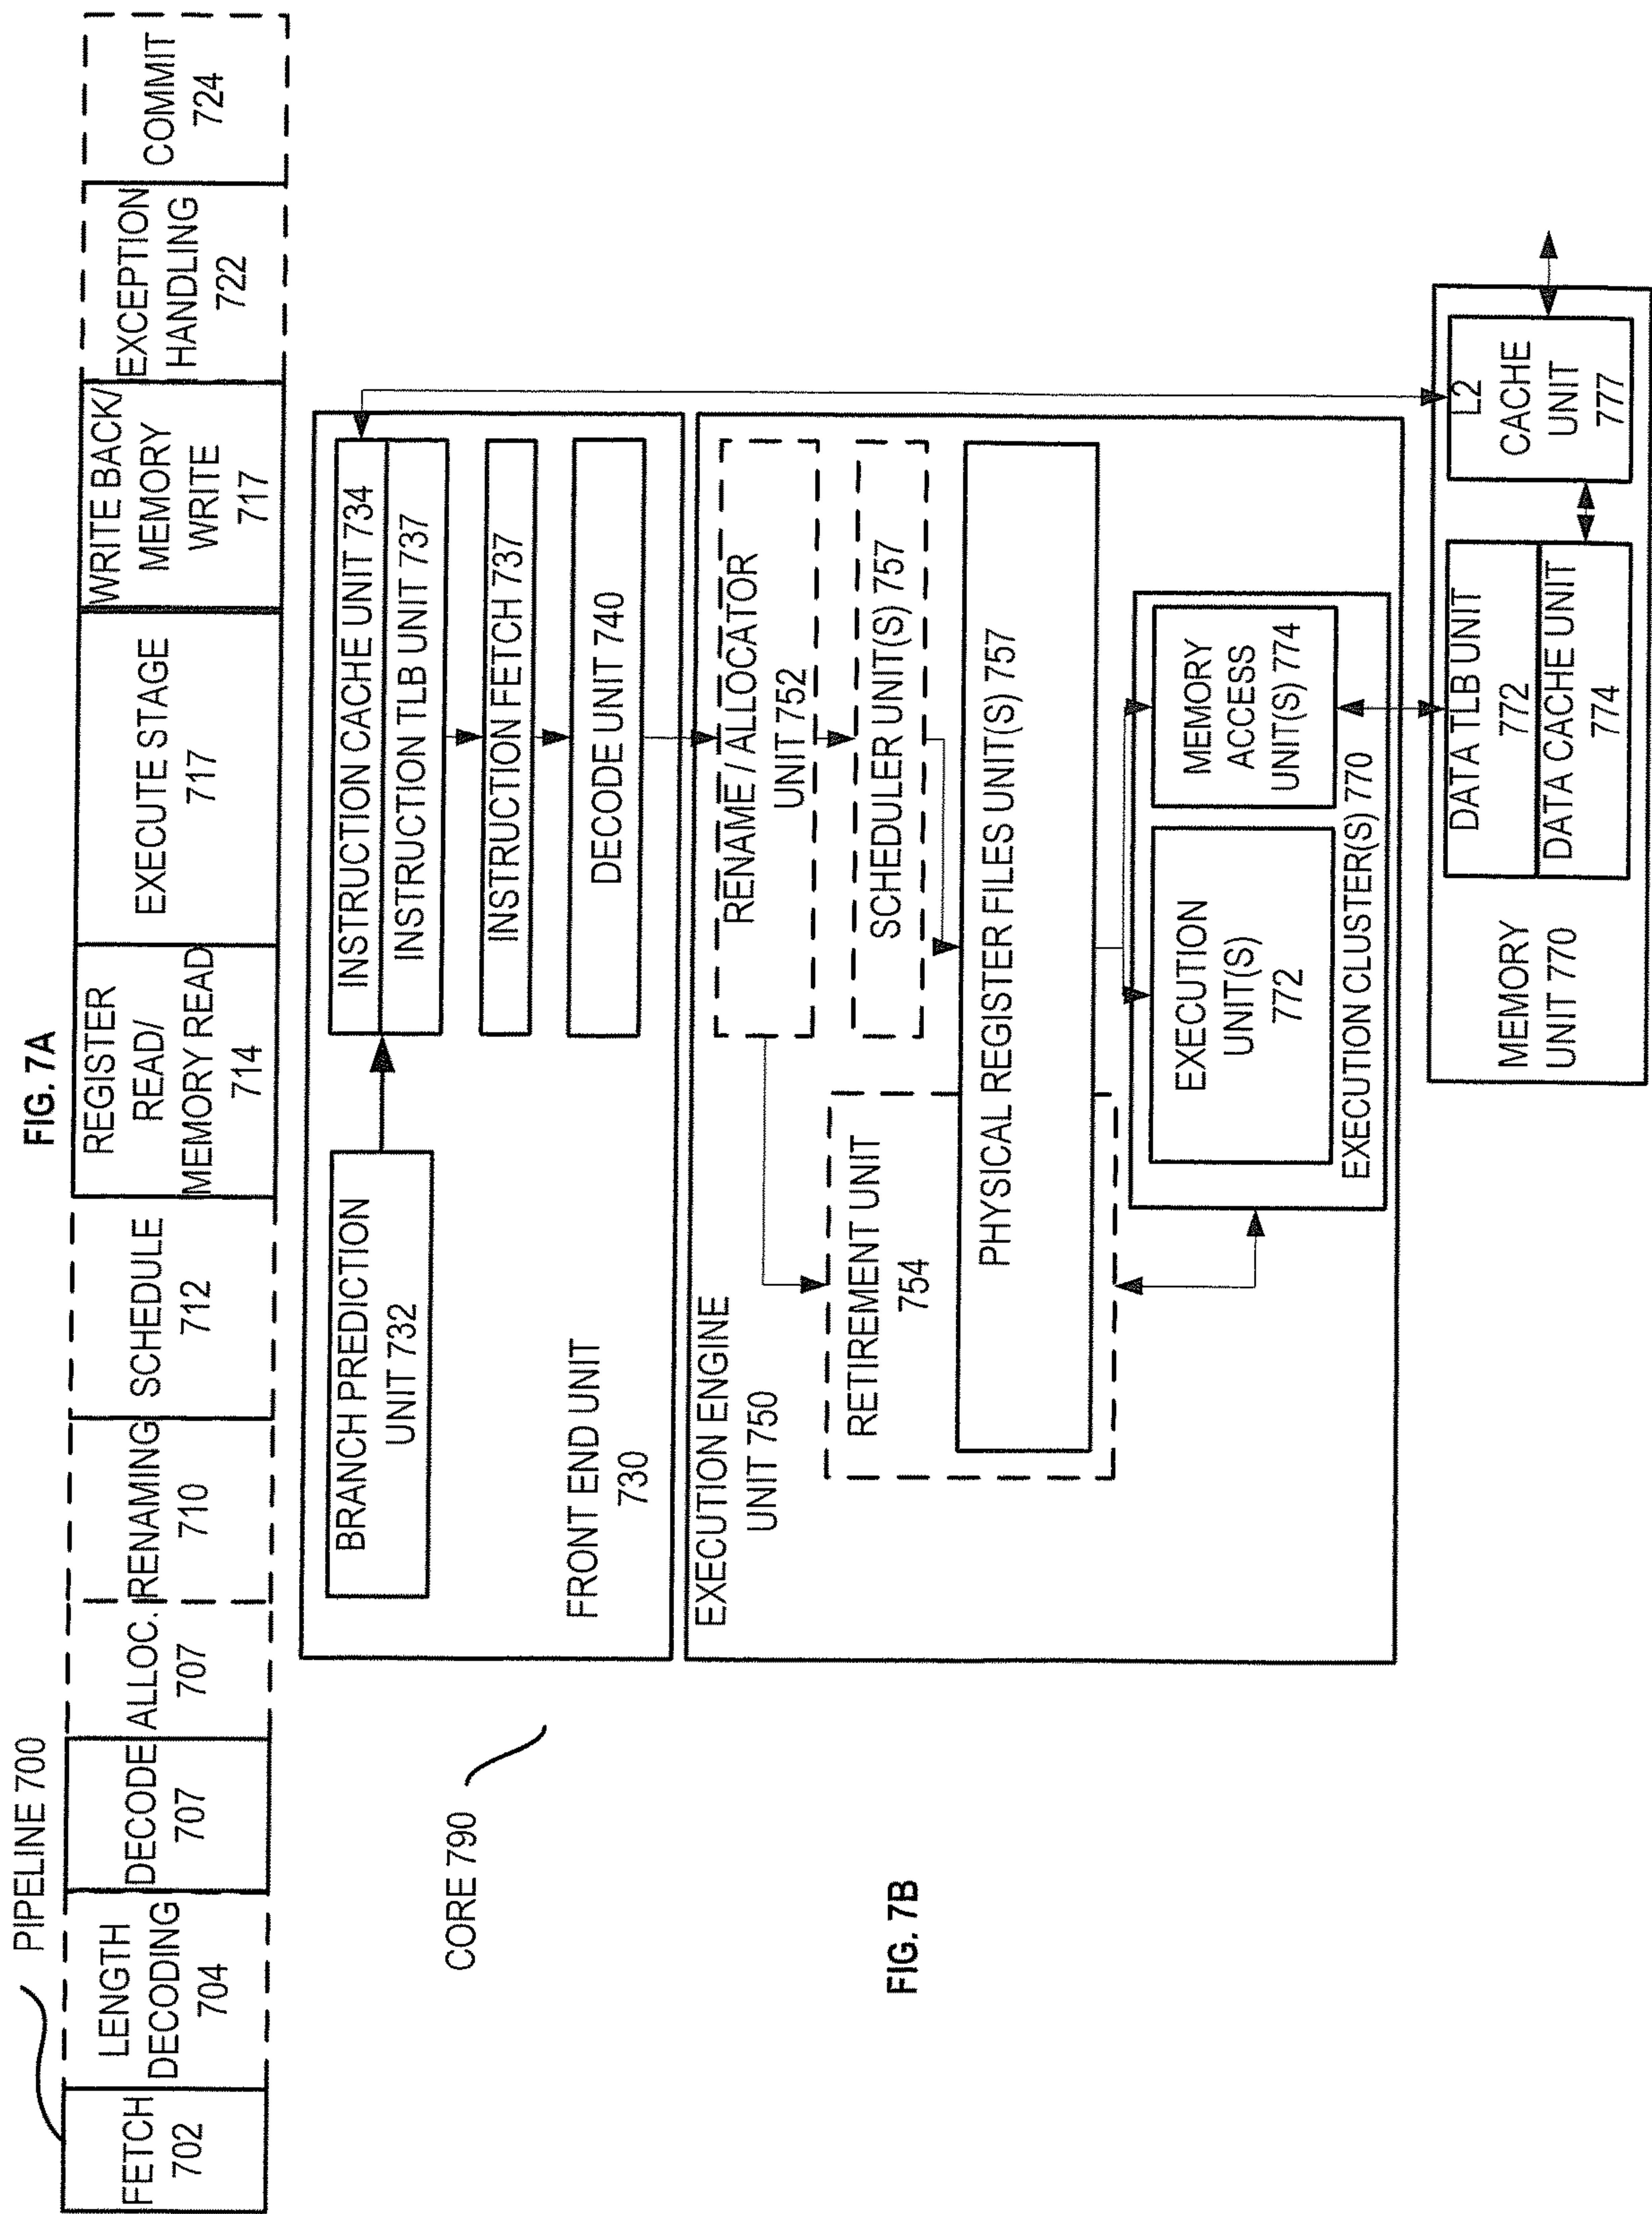 PIPELINE 700
FIG. 7A
FETCH
702
LENGTH
DECODING
704
DECODE
707
ALLOC.
707
RENAMING
710
SCHEDULE
712
REGISTER
READ/
MEMORY READ
714
EXECUTE STAGE
717
WRITE BACK/
MEMORY
WRITE
717
EXCEPTION
HANDLING
722
COMMIT
724
CORE 790
BRANCH PREDICTION
UNIT 732
INSTRUCTION CACHE UNIT 734
INSTRUCTION TLB UNIT 737
INSTRUCTION FETCH 737
DECODE UNIT 740
FRONT END UNIT
730
EXECUTION ENGINE
UNIT 750
RENAME / ALLOCATOR
UNIT 752
SCHEDULER UNIT(S) 757
RETIREMENT UNIT
754
PHYSICAL REGISTER FILES UNIT(S) 757
EXECUTION
UNIT(S)
772
MEMORY
ACCESS
UNIT(S) 774
EXECUTION CLUSTER(S) 770
MEMORY
UNIT 770
DATA TLB UNIT
772
DATA CACHE UNIT
774
L2
CACHE
UNIT
777
FIG. 7B